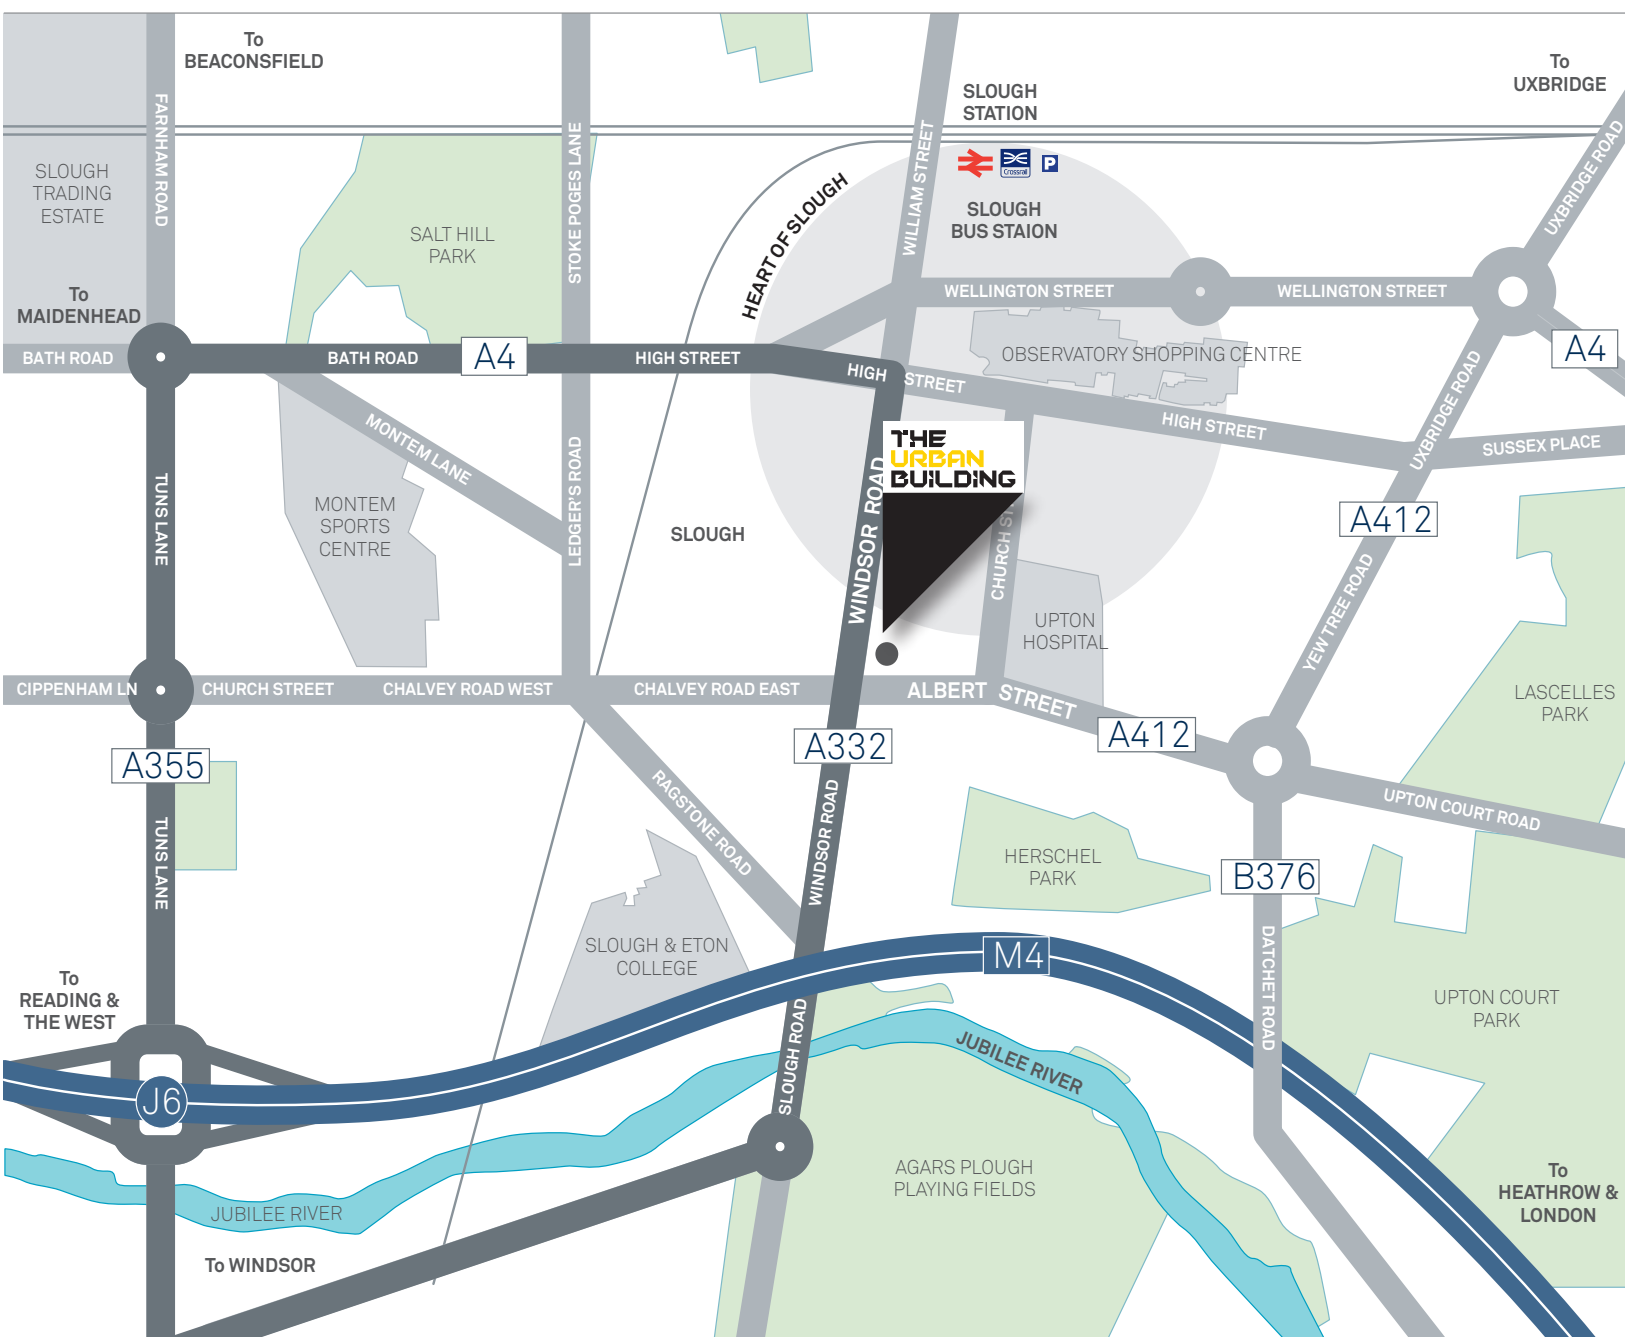 To
BEACONSFIELD
To
UXBRIDGE
SLOUGH
STATION
FARNHAM ROAD
STOKE POGES LANE
WILLIAM STREET
UXBRIDGE ROAD
Crossrail
P
SLOUGH
TRADING
ESTATE
HEART OF SLOUGH
SLOUGH
BUS STAION
SALT HILL
PARK
To
MAIDENHEAD
WELLINGTON STREET
WELLINGTON STREET
BATH ROAD
BATH ROAD
A4
HIGH STREET
HIGH STREET
OBSERVATORY SHOPPING CENTRE
A4
HIGH STREET
UXBRIDGE ROAD
SUSSEX PLACE
MONTEM LANE
LEDGER'S ROAD
THE
URBAN
BUILDING
TUNS LANE
MONTEM
SPORTS
CENTRE
SLOUGH
WINDSOR ROAD
CHURCH ST
A412
YEW TREE ROAD
UPTON
HOSPITAL
CIPPENHAM LN
CHURCH STREET
CHALVEY ROAD WEST
CHALVEY ROAD EAST
ALBERT STREET
LASCELLES
PARK
A355
A332
A412
TUNS LANE
RAGSTONE ROAD
WINDSOR ROAD
UPTON COURT ROAD
HERSCHEL
PARK
B376
SLOUGH & ETON
COLLEGE
M4
DATCHET ROAD
To
READING &
THE WEST
UPTON COURT
PARK
SLOUGH ROAD
JUBILEE RIVER
J6
AGARS PLOUGH
PLAYING FIELDS
To
HEATHROW &
LONDON
JUBILEE RIVER
To WINDSOR